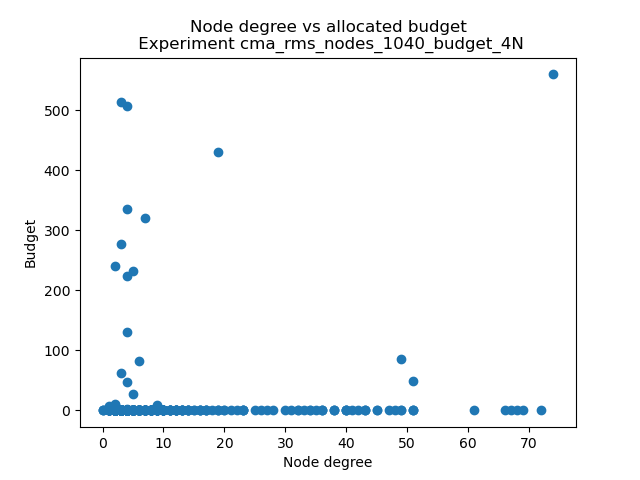 Node degree vs allocated budget
Experiment cma_rms_nodes_1040_budget_4N
500
400
300
200
100
0
Budget
0 10 20 30 40 50 60 70
Node degree